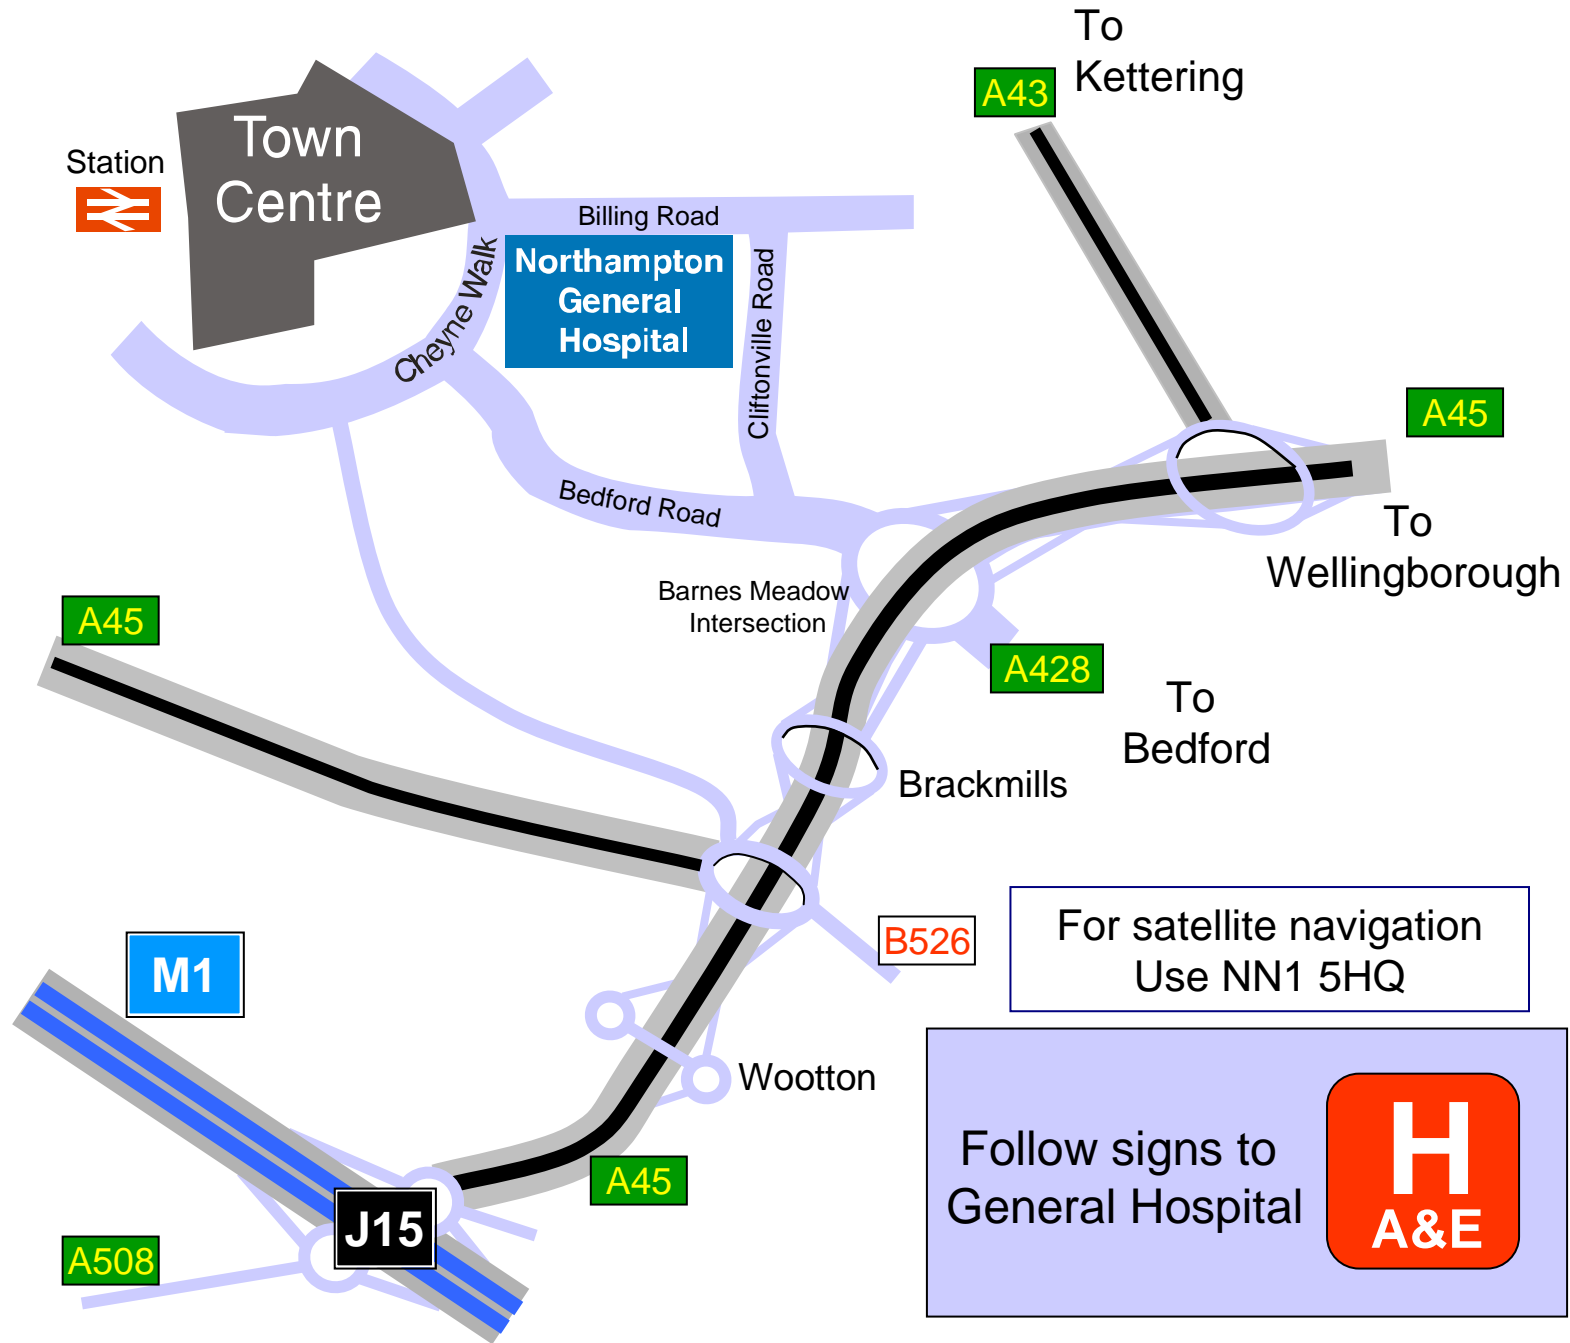 To
Kettering
A43
Town
Centre
Station
Billing Road
Northampton
General
Hospital
Cheyne Walk
Cliftonville Road
A45
Bedford Road
To
Wellingborough
Barnes Meadow
Intersection
A45
A428
To
Bedford
Brackmills
B526
For satellite navigation
Use NN1 5HQ
M1
Wootton
Follow signs to
General Hospital
H
A&E
A45
J15
A508